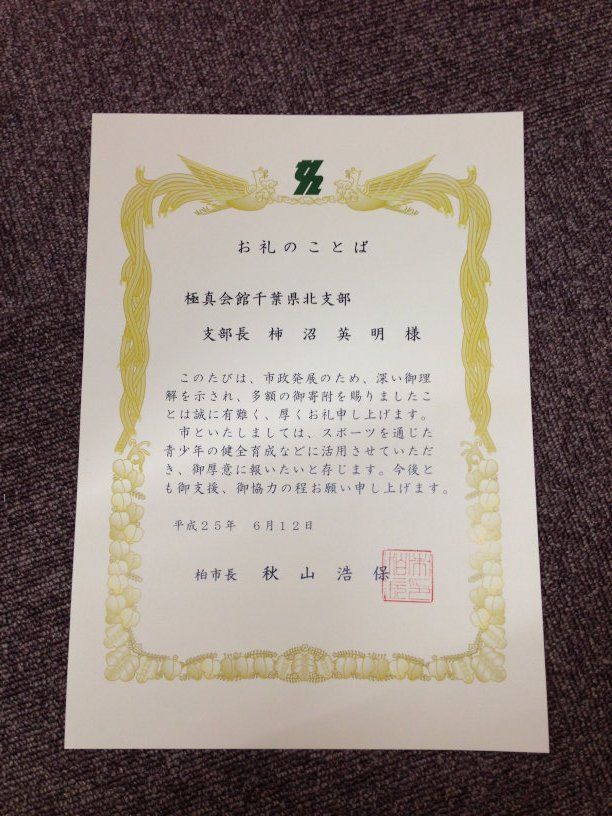 お礼のことば
極真会館千葉県北支部
支部長 柿沼英明様
このたびは、市政発展のため、深い御理
解を示され、多額の御寄附を賜りましたこ
とは誠に有難く、厚くお礼申し上げます。
市といたしましては、スポーツを通じた
青少年の健全育成などに活用させていただ
き、御厚意に報いたいと存じます。今後と
も御支援、御協力の程お願い申し上げます。
平成25年 6月12日
柏市長 秋山浩保